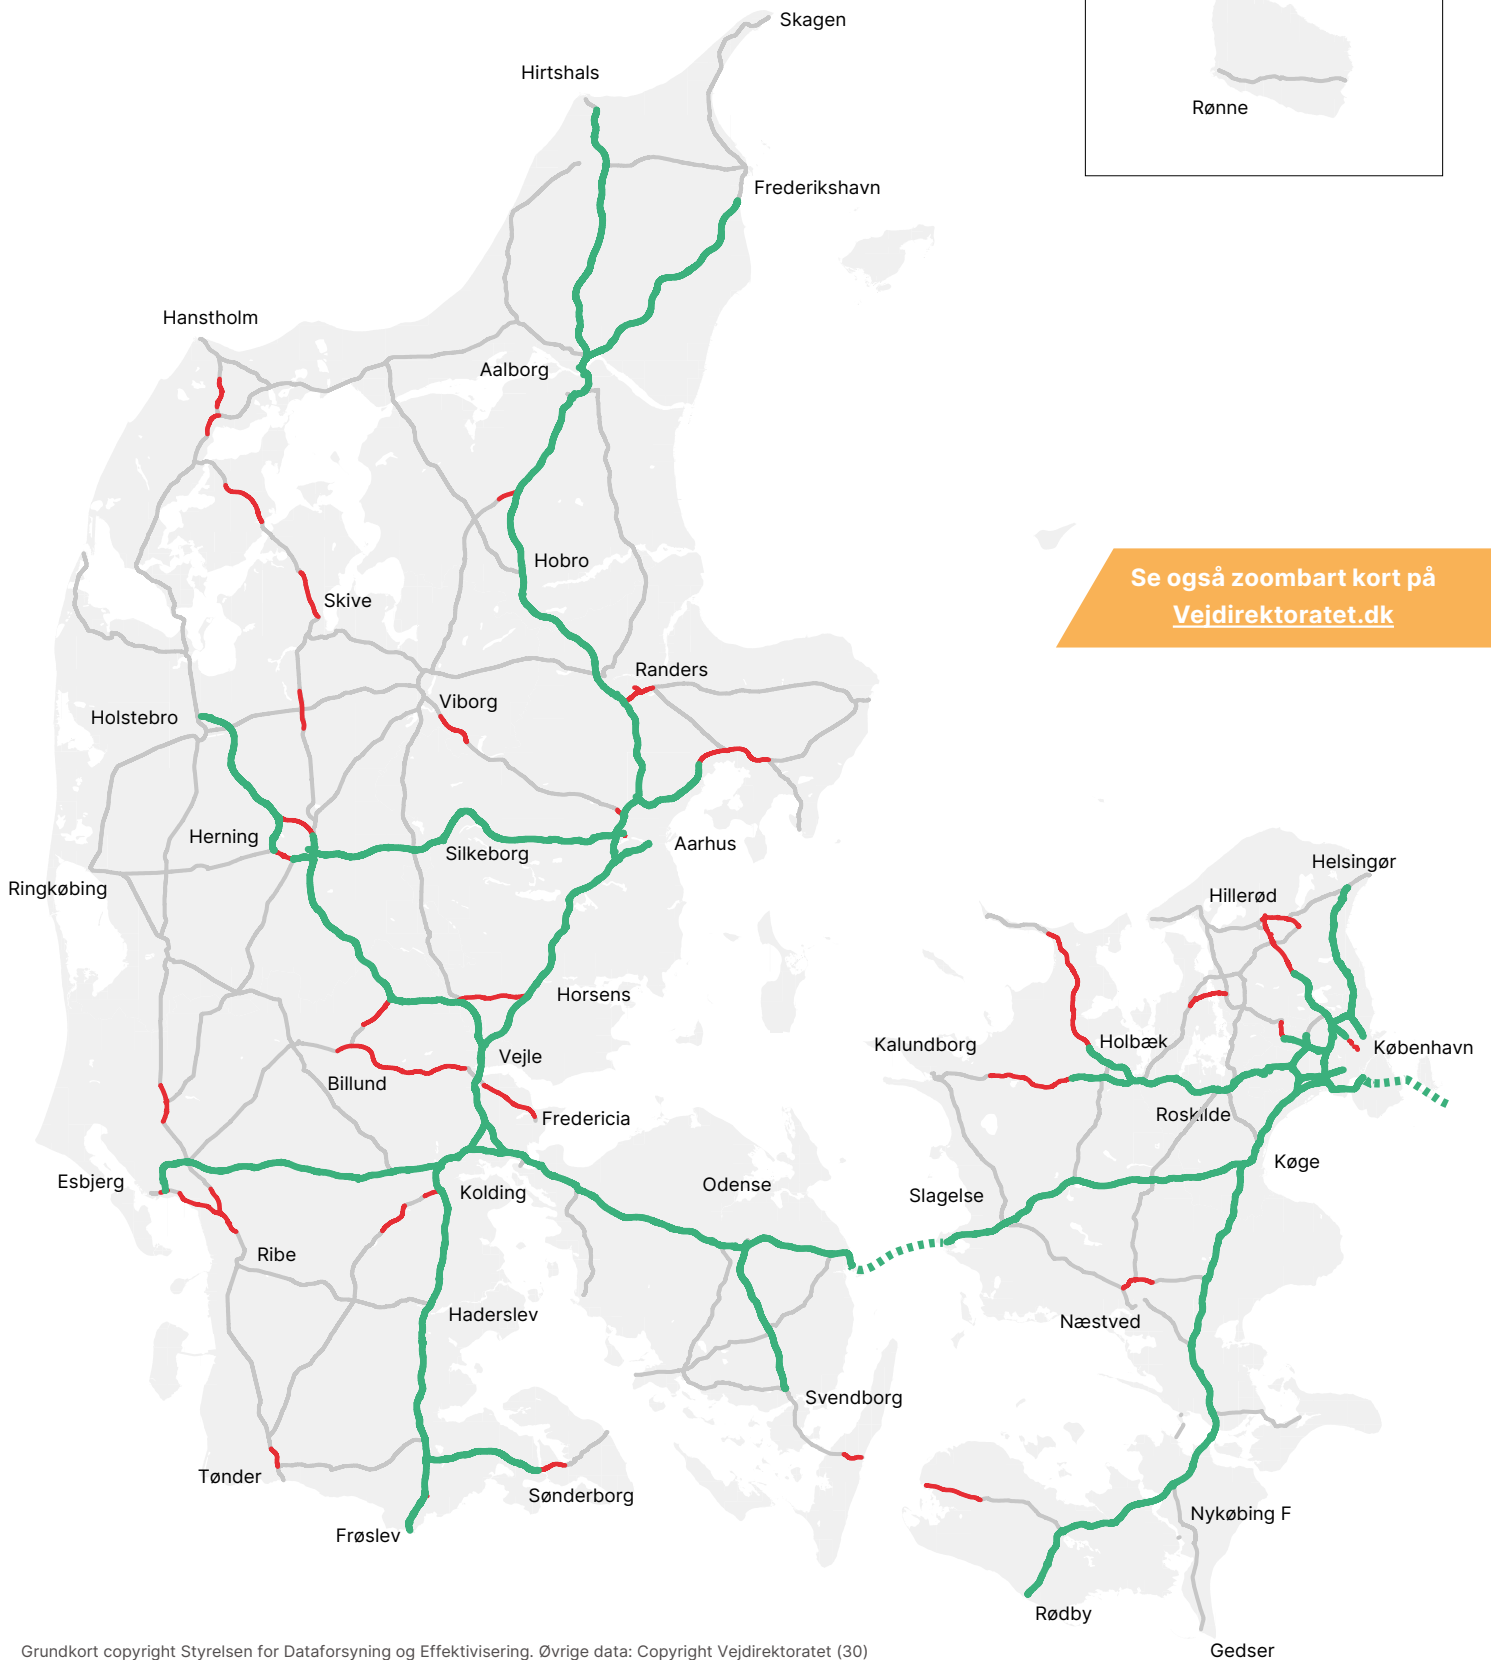 Skagen
Hirtshals
Rønne
Frederikshavn
Hanstholm
Aalborg
Hobro
Se også zoombart kort på
Vejdirektoratet.dk
Skive
Randers
Viborg
Holstebro
Herning
Aarhus
Silkeborg
Helsingør
Ringkøbing
Hillerød
Horsens
Holbæk
Kalundborg
København
Vejle
Billund
Roskilde
Fredericia
Køge
Esbjerg
Odense
Kolding
Slagelse
Ribe
Haderslev
Næstved
Svendborg
Tønder
Sønderborg
Nykøbing F
Frøslev
Rødby
Gedser
Grundkort copyright Styrelsen for Dataforsyning og Effektivisering. Øvrige data: Copyright Vejdirektoratet (30)